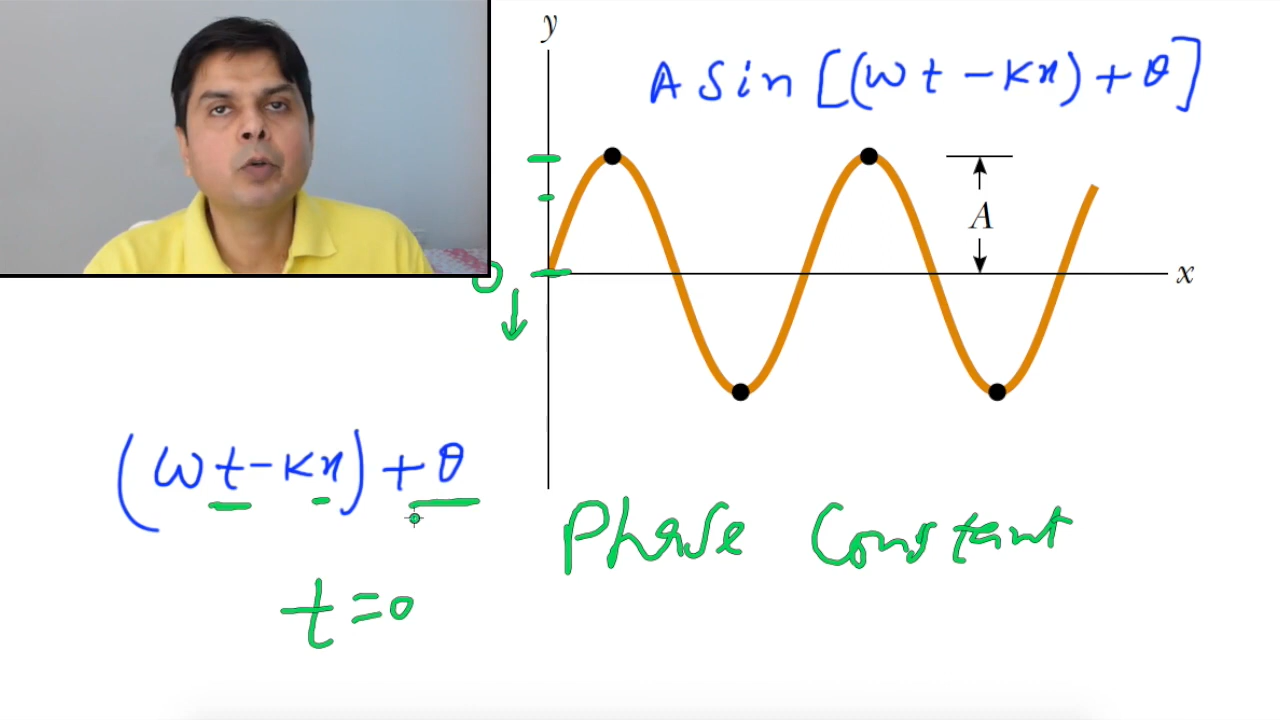 y
A Sin [(ωt - Kx) + θ]
A
x
0
(ωt - Kx) + θ
Phase Constant
t = 0